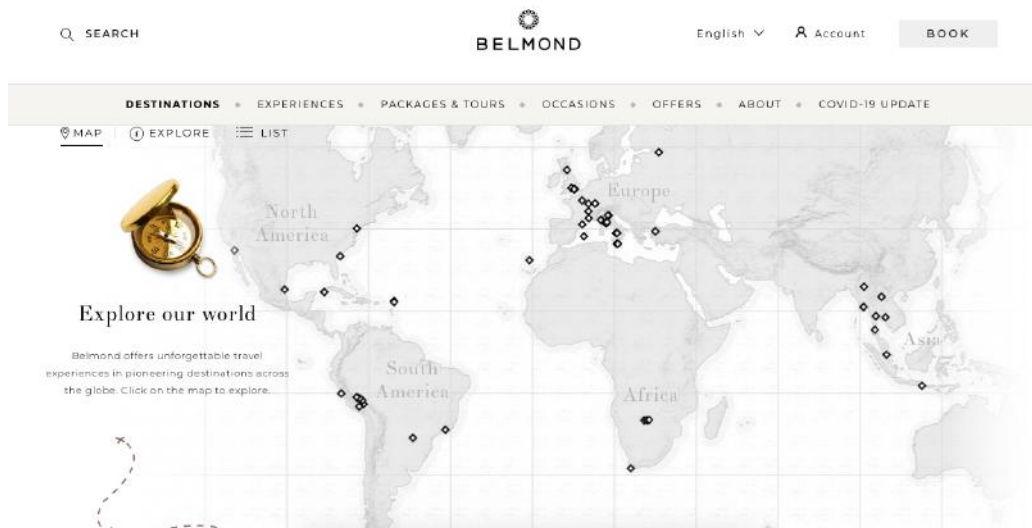 SEARCH
BELMOND
English
Account
BOOK
DESTINATIONS
EXPERIENCES
PACKAGES & TOURS
OCCASIONS
OFFERS
ABOUT
COVID-19 UPDATE
MAP
EXPLORE
LIST
North
America
Europe
Explore our world
Belmond offers unforgettable travel
experiences in pioneering destinations across
the globe. Click on the map to explore.
South
America
Africa
Asia